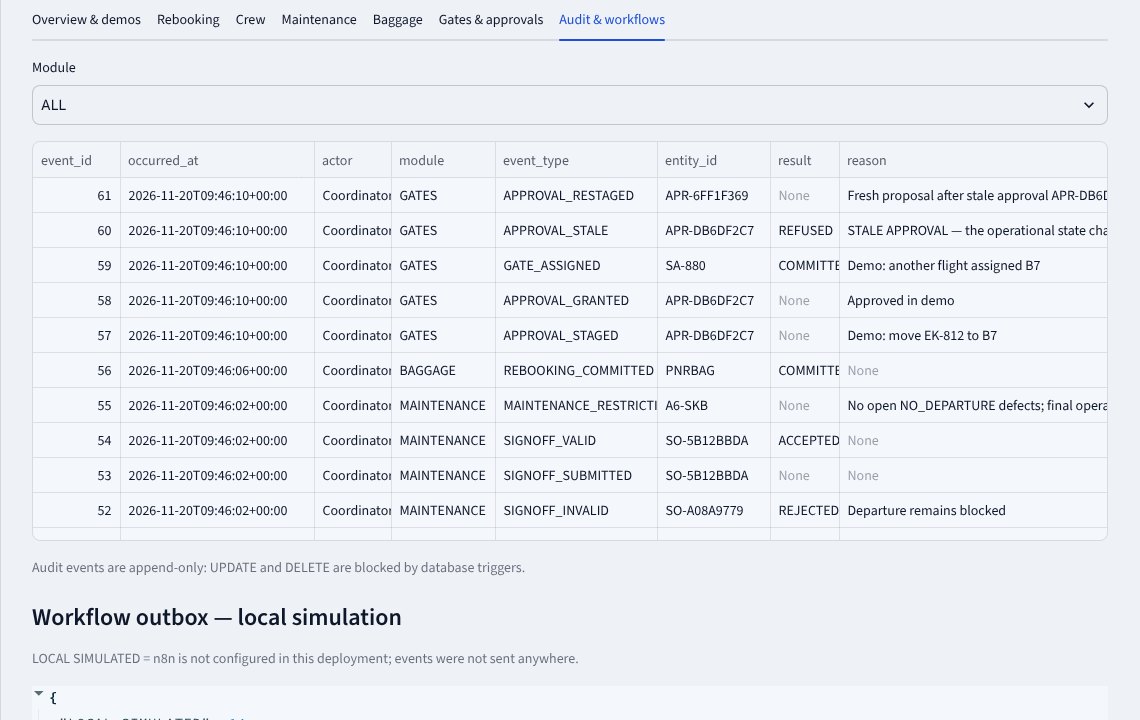 Overview & demos Rebooking Crew Maintenance Baggage Gates & approvals Audit & workflows
Module
ALL
event_id occurred_at actor module event_type entity_id result reason
61 2026-11-20T09:46:10+00:00 Coordinator GATES APPROVAL_RESTAGED APR-6FF1F369 None Fresh proposal after stale approval APR-DB6D
60 2026-11-20T09:46:10+00:00 Coordinator GATES APPROVAL_STALE APR-DB6DF2C7 REFUSED STALE APPROVAL — the operational state cha
59 2026-11-20T09:46:10+00:00 Coordinator GATES GATE_ASSIGNED SA-880 COMMITTE Demo: another flight assigned B7
58 2026-11-20T09:46:10+00:00 Coordinator GATES APPROVAL_GRANTED APR-DB6DF2C7 None Approved in demo
57 2026-11-20T09:46:10+00:00 Coordinator GATES APPROVAL_STAGED APR-DB6DF2C7 None Demo: move EK-812 to B7
56 2026-11-20T09:46:06+00:00 Coordinator BAGGAGE REBOOKING_COMMITTED PNRBAG COMMITTE None
55 2026-11-20T09:46:02+00:00 Coordinator MAINTENANCE MAINTENANCE_RESTRICTI A6-SKB None No open NO_DEPARTURE defects; final opera
54 2026-11-20T09:46:02+00:00 Coordinator MAINTENANCE SIGNOFF_VALID SO-5B12BBDA ACCEPTED None
53 2026-11-20T09:46:02+00:00 Coordinator MAINTENANCE SIGNOFF_SUBMITTED SO-5B12BBDA None None
52 2026-11-20T09:46:02+00:00 Coordinator MAINTENANCE SIGNOFF_INVALID SO-A08A9779 REJECTED Departure remains blocked
Audit events are append-only: UPDATE and DELETE are blocked by database triggers.
Workflow outbox — local simulation
LOCAL SIMULATED = n8n is not configured in this deployment; events were not sent anywhere.
{